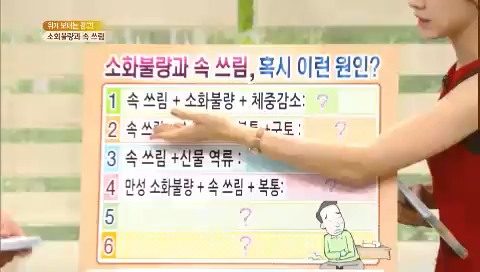 위가 보내는 경고!
소화불량과 속 쓰림
소화불량과 속 쓰림, 혹시 이런 원인?
1 속 쓰림 + 소화불량 + 체중감소: ?
2 속 쓰림 복통 +구토 : ?
3 속 쓰림 +신물 역류 :
4 만성 소화불량 + 속 쓰림 + 복통:
5 ?
6 ?